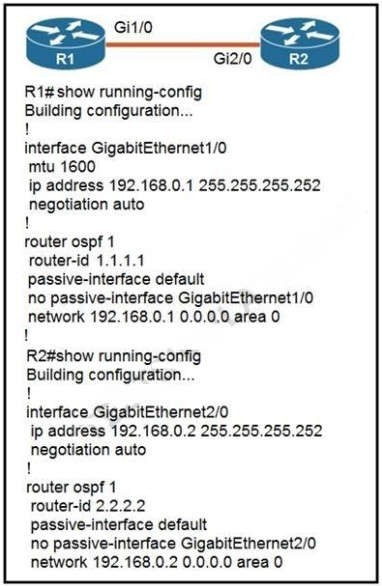 Gi1/0
R1
Gi2/0
R2
R1# show running-config
Building configuration...
!
interface GigabitEthernet1/0
mtu 1600
ip address 192.168.0.1 255.255.255.252
negotiation auto
!
router ospf 1
router-id 1.1.1.1
passive-interface default
no passive-interface GigabitEthernet1/0
network 192.168.0.1 0.0.0.0 area 0
!
R2#show running-config
Building configuration...
!
interface GigabitEthernet2/0
ip address 192.168.0.2 255.255.255.252
negotiation auto
!
router ospf 1
router-id 2.2.2.2
passive-interface default
no passive-interface GigabitEthernet2/0
network 192.168.0.2 0.0.0.0 area 0